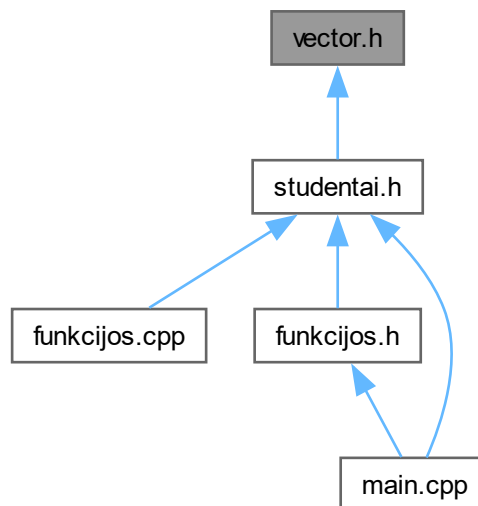 vector.h
studentai.h
funkcijos.cpp
funkcijos.h
main.cpp